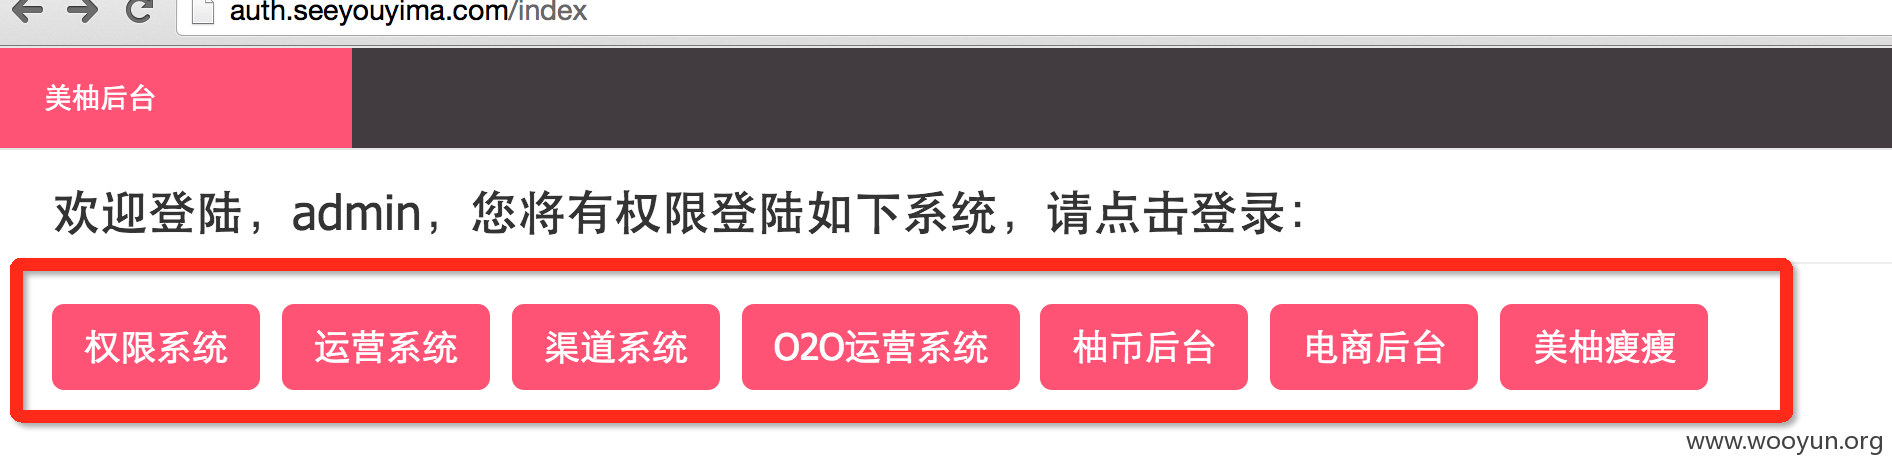 auth.seeyouyima.com/index
美柚后台
欢迎登陆，admin，您将有权限登陆如下系统，请点击登录：
权限系统 运营系统 渠道系统 O2O运营系统 柚币后台 电商后台 美柚瘦瘦
www.wooyun.org